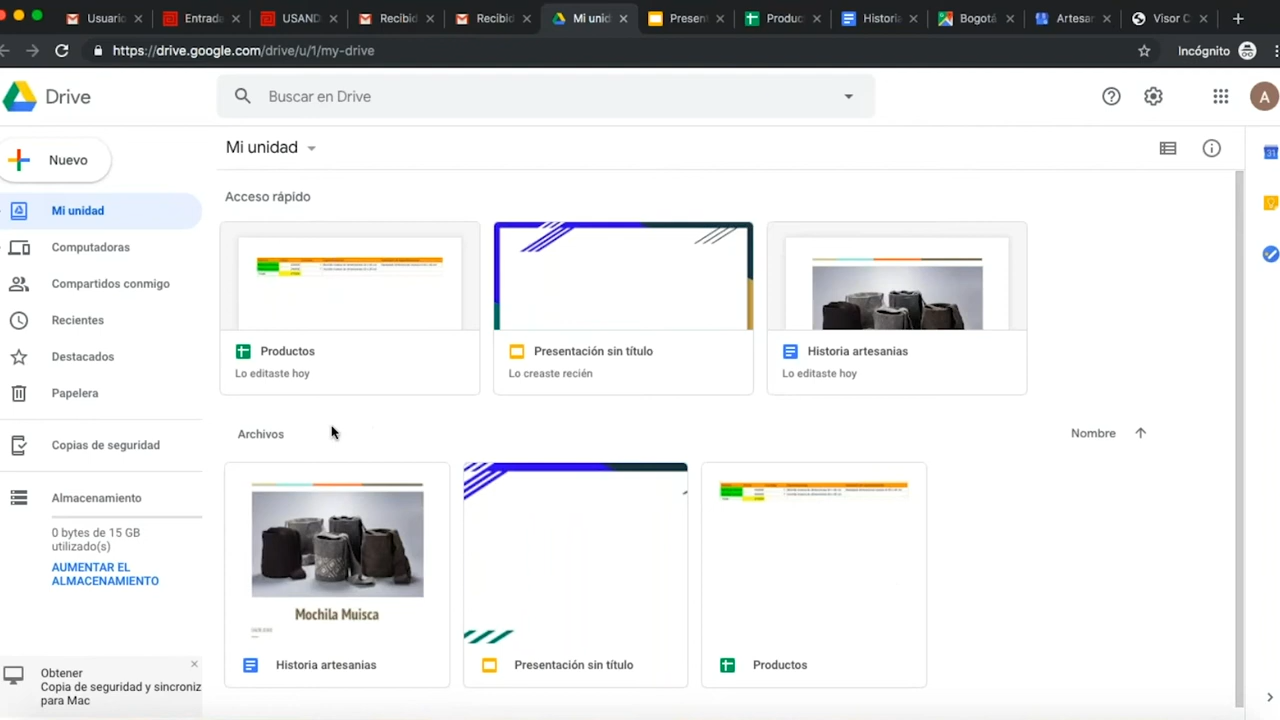 Usuario
Entrada
USAND
Recibid
Recibid
Mi unid
Presen
Produc
Histori
Bogotá
Artesar
Visor C
https://drive.google.com/drive/u/1/my-drive
Incógnito
Drive
Buscar en Drive
A
Nuevo
Mi unidad
31
Mi unidad
Acceso rápido
Computadoras
Compartidos conmigo
Recientes
Destacados
Papelera
Productos
Lo editaste hoy
Presentación sin título
Lo creaste recién
Historia artesanias
Lo editaste hoy
Copias de seguridad
Archivos
Nombre
Almacenamiento
0 bytes de 15 GB
utilizado(s)
AUMENTAR EL
ALMACENAMIENTO
Mochila Muisca
Historia artesanias
Presentación sin título
Productos
Obtener
Copia de seguridad y sincroniz
para Mac